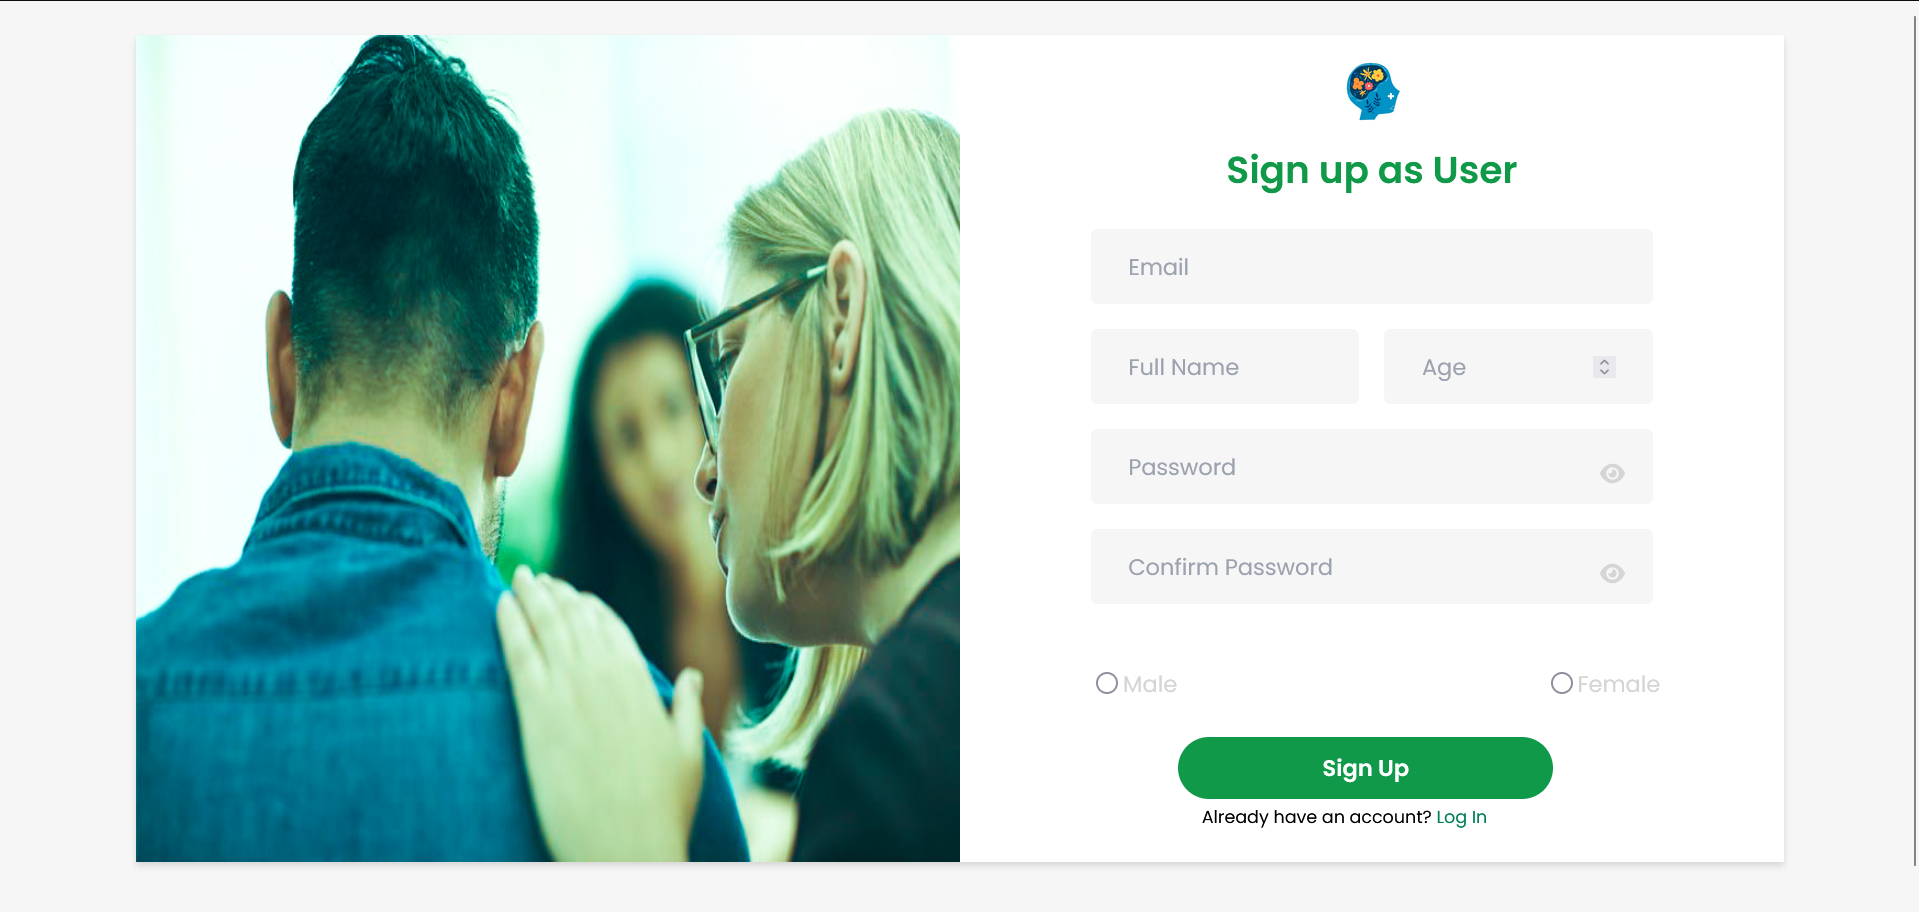 Sign up as User
Email
Full Name Age
Password
Confirm Password
Male Female
Sign Up
Already have an account? Log In